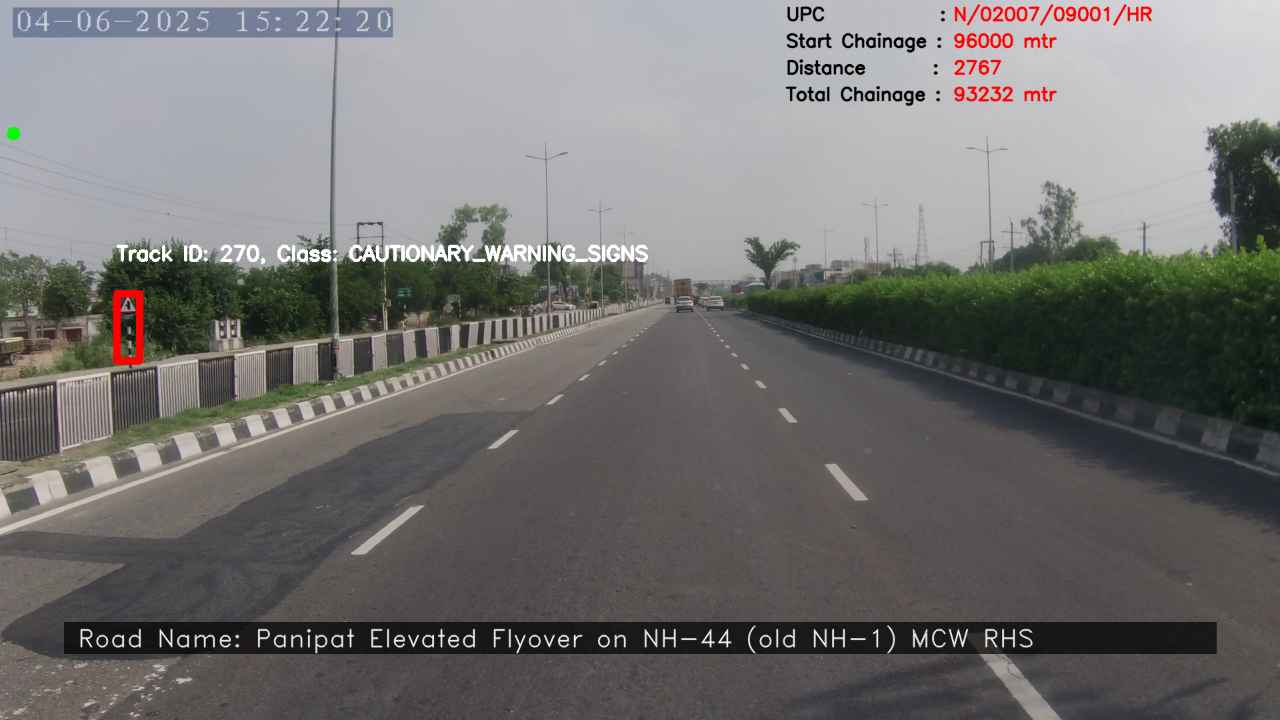 04-06-2025 15:22:20
UPC : N/02007/09001/HR
Start Chainage : 96000 mtr
Distance : 2767
Total Chainage : 93232 mtr
Track ID: 270, Class: CAUTIONARY_WARNING_SIGNS
Road Name: Panipat Elevated Flyover on NH-44 (old NH-1) MCW RHS